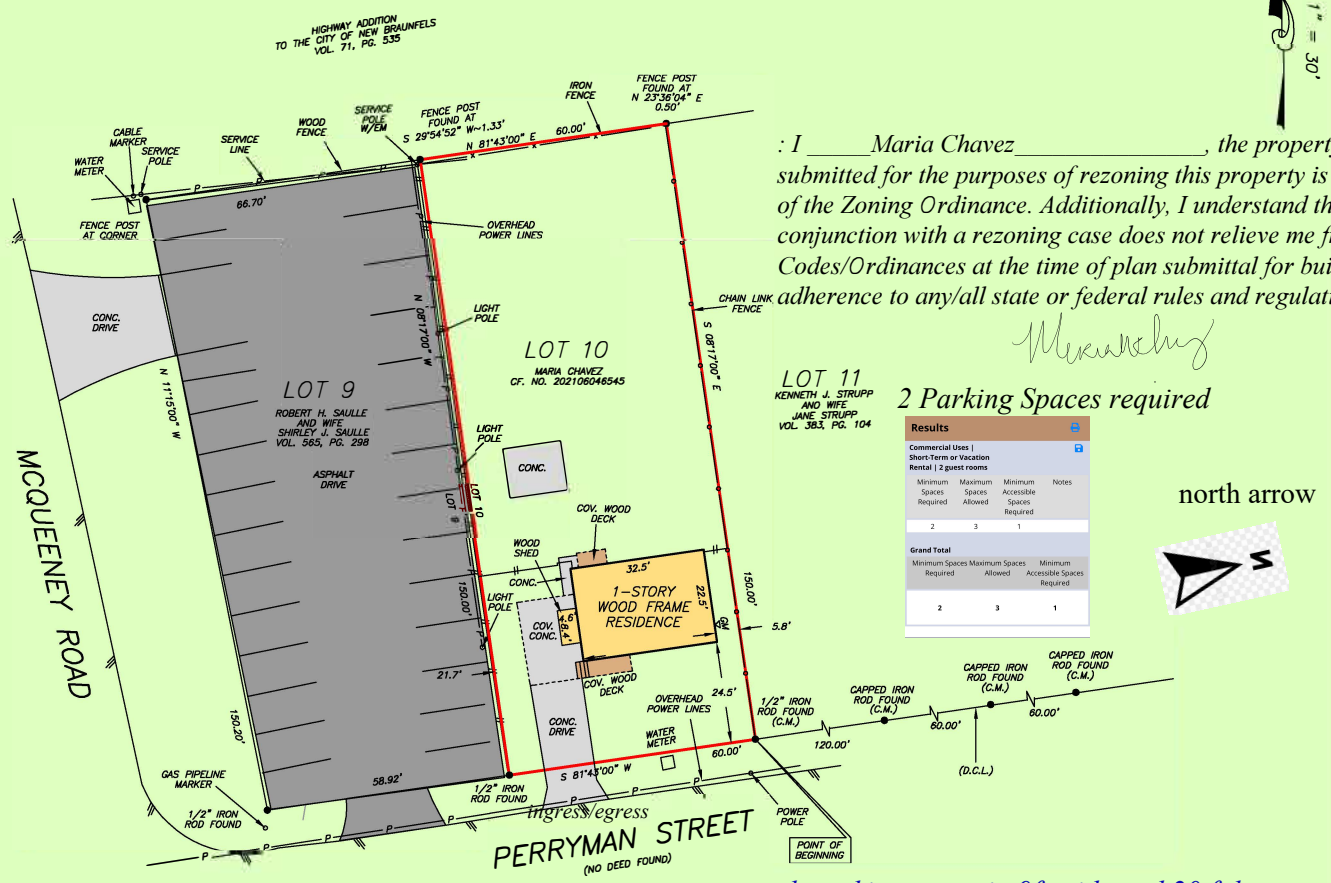 HIGHWAY ADDITION
TO THE CITY OF NEW BRAUNFELS
VOL. 71, PG. 535
1" = 30'
CABLE
MARKER
SERVICE
POLE
WATER
METER
SERVICE
LINE
WOOD
FENCE
SERVICE
POLE
W/EM
FENCE POST
FOUND AT
S 29°54'52" W~1.33'
N 81°43'00" E
60.00'
IRON
FENCE
FENCE POST
FOUND AT
N 23°36'04" E
0.50'
FENCE POST
AT CORNER
66.70'
OVERHEAD
POWER LINES
: I _____Maria Chavez_______________, the property
submitted for the purposes of rezoning this property is
of the Zoning Ordinance. Additionally, I understand th
conjunction with a rezoning case does not relieve me f
Codes/Ordinances at the time of plan submittal for bui
adherence to any/all state or federal rules and regulati
CONC.
DRIVE
N 11°15'00" W
N 08°17'00" W
LIGHT
POLE
CHAIN LINK
FENCE
S 08°17'00" E
LOT 10
MARIA CHAVEZ
CF. NO. 202106046545
LOT 9
ROBERT H. SAULLE
AND WIFE
SHIRLEY J. SAULLE
VOL. 565, PG. 298
ASPHALT
DRIVE
LOT 11
KENNETH J. STRUPP
AND WIFE
JANE STRUPP
VOL. 383, PG. 104
2 Parking Spaces required
Results
Commercial Uses |
Short-Term or Vacation
Rental | 2 guest rooms
Minimum Spaces Required
Maximum Spaces Allowed
Minimum Accessible Spaces Required
Notes
2 3 1
Grand Total
Minimum Spaces Required
Maximum Spaces Allowed
Minimum Accessible Spaces Required
2 3 1
north arrow
N
LIGHT
POLE
LOT 9
LOT 10
CONC.
COV. WOOD
DECK
WOOD
SHED
CONC.
32.5'
1-STORY
WOOD FRAME
RESIDENCE
22.5'
GM
4.6'
8.4'
COV.
CONC.
LIGHT
POLE
150.00'
150.00'
5.8'
21.7'
COV. WOOD
DECK
24.5'
OVERHEAD
POWER LINES
1/2" IRON
ROD FOUND
(C.M.)
CAPPED IRON
ROD FOUND
(C.M.)
CAPPED IRON
ROD FOUND
(C.M.)
CAPPED IRON
ROD FOUND
(C.M.)
120.00'
60.00'
60.00'
(D.C.L.)
MCQUEENEY ROAD
150.20'
CONC.
DRIVE
WATER
METER
60.00'
S 81°43'00" W
GAS PIPELINE
MARKER
1/2" IRON
ROD FOUND
58.92'
1/2" IRON
ROD FOUND
ingress/egress
PERRYMAN STREET
(NO DEED FOUND)
POWER
POLE
POINT OF
BEGINNING